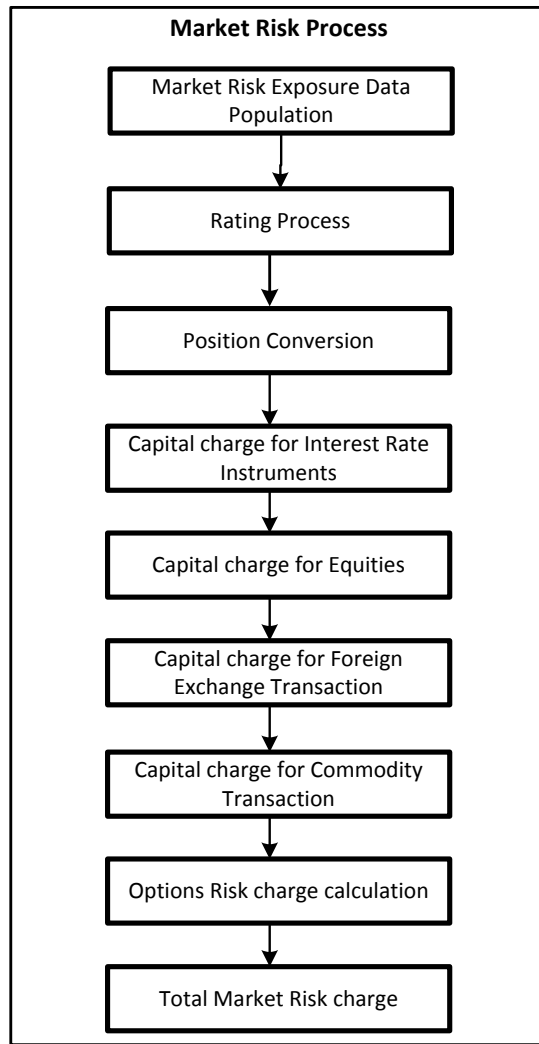 Market Risk Process
Market Risk Exposure Data
Population
Rating Process
Position Conversion
Capital charge for Interest Rate
Instruments
Capital charge for Equities
Capital charge for Foreign
Exchange Transaction
Capital charge for Commodity
Transaction
Options Risk charge calculation
Total Market Risk charge